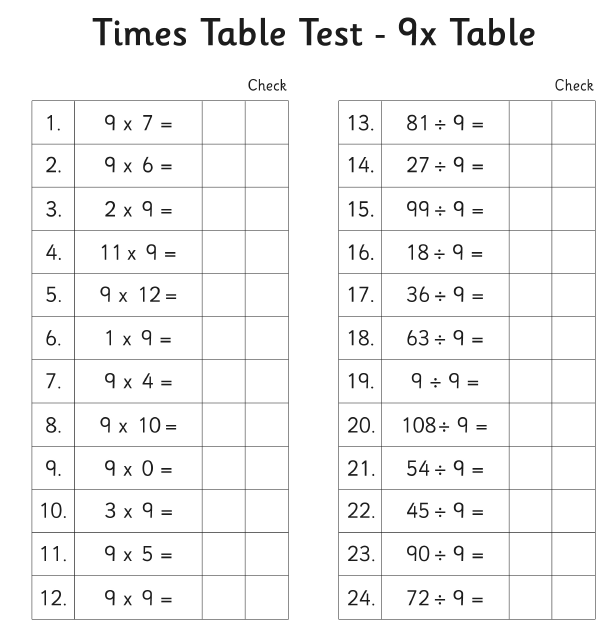 Times Table Test - 9x Table
Check
1. 9 x 7 =
2. 9 x 6 =
3. 2 x 9 =
4. 11 x 9 =
5. 9 x 12 =
6. 1 x 9 =
7. 9 x 4 =
8. 9 x 10 =
9. 9 x 0 =
10. 3 x 9 =
11. 9 x 5 =
12. 9 x 9 =
Check
13. 81 ÷ 9 =
14. 27 ÷ 9 =
15. 99 ÷ 9 =
16. 18 ÷ 9 =
17. 36 ÷ 9 =
18. 63 ÷ 9 =
19. 9 ÷ 9 =
20. 108 ÷ 9 =
21. 54 ÷ 9 =
22. 45 ÷ 9 =
23. 90 ÷ 9 =
24. 72 ÷ 9 =